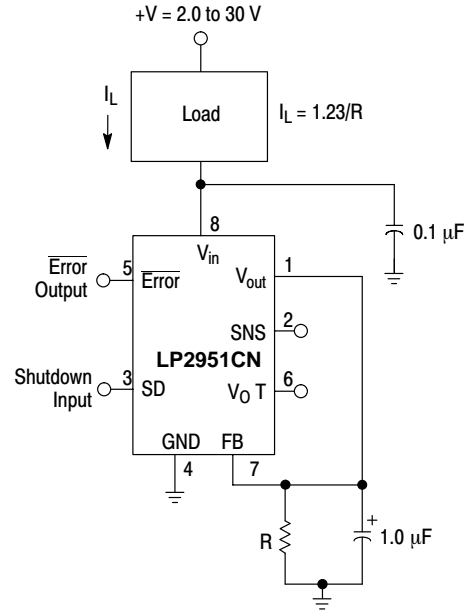 +V = 2.0 to 30 V
I_L
Load
I_L = 1.23/R
8
0.1 µF
V_in
Error
Output
5
Error
V_out
1
SNS
2
LP2951CN
Shutdown
Input
3
SD
V_O T
6
GND
FB
4
7
R
+
1.0 µF